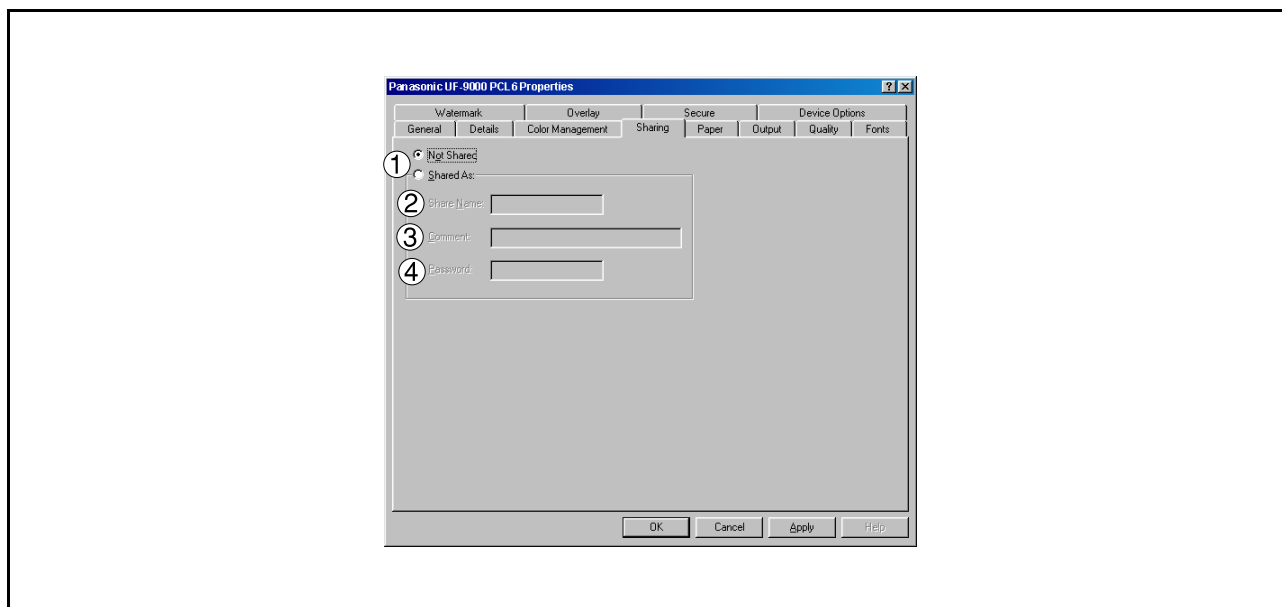 Panasonic UF-9000 PCL6 Properties
? X
Watermark Overlay Secure Device Options
General Details Color Management Sharing Paper Output Quality Fonts
1
Not Shared
Shared As:
2 Share Name:
3 Comment:
4 Password:
OK Cancel Apply Help